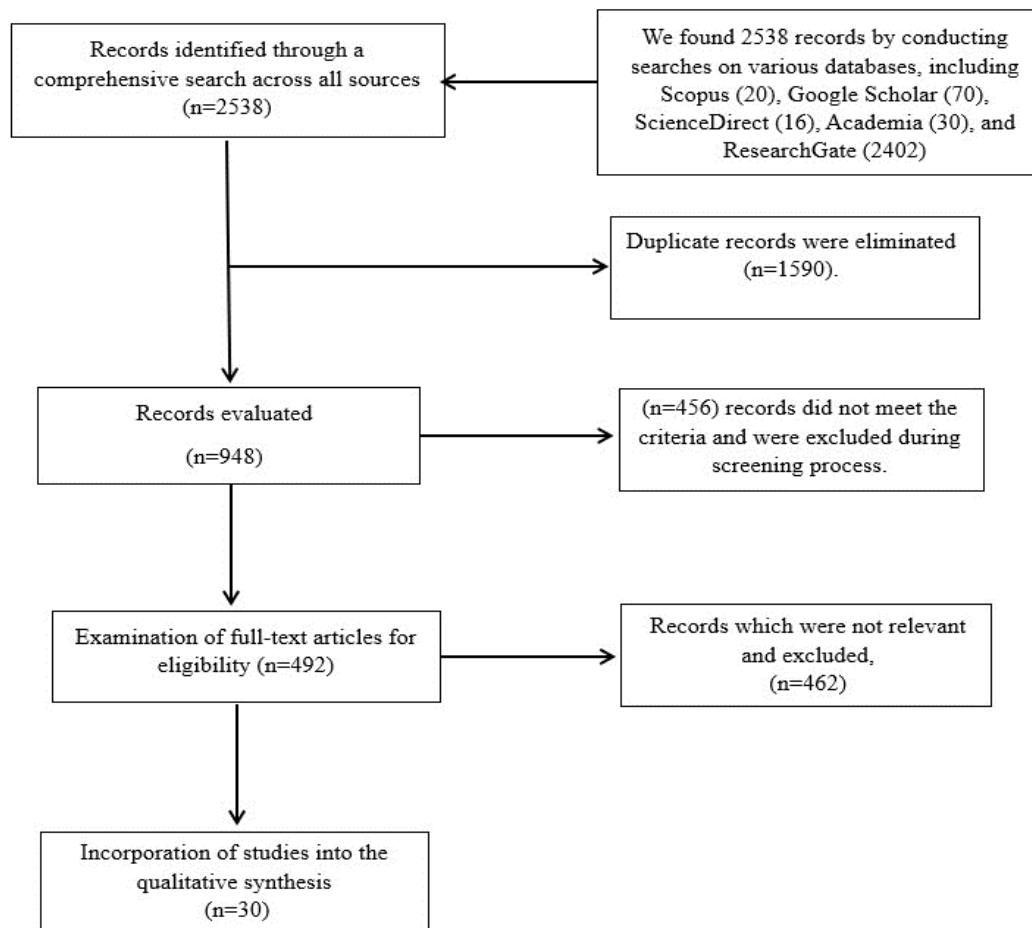 Records identified through a
comprehensive search across all sources
(n=2538)
We found 2538 records by conducting
searches on various databases, including
Scopus (20), Google Scholar (70),
ScienceDirect (16), Academia (30), and
ResearchGate (2402)
Duplicate records were eliminated
(n=1590).
Records evaluated
(n=948)
(n=456) records did not meet the
criteria and were excluded during
screening process.
Examination of full-text articles for
eligibility (n=492)
Records which were not relevant
and excluded,
(n=462)
Incorporation of studies into the
qualitative synthesis
(n=30)